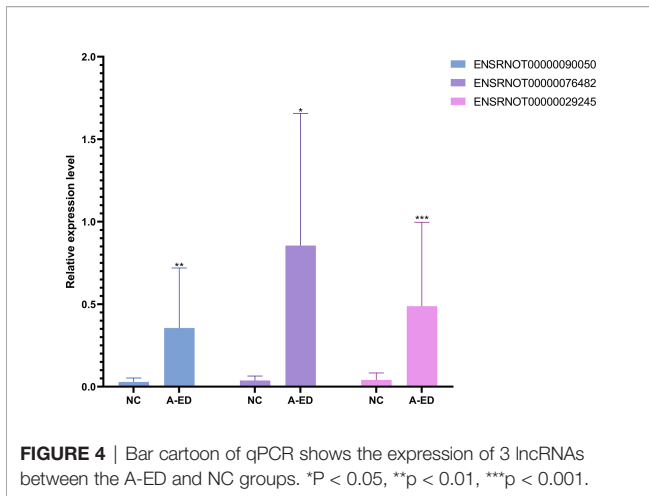 2.0
1.5
1.0
0.5
0.0
Relative expression level
** * ***
NC A-ED NC A-ED NC A-ED
ENSRNOT00000090050
ENSRNOT00000076482
ENSRNOT00000029245
FIGURE 4 | Bar cartoon of qPCR shows the expression of 3 lncRNAs
between the A-ED and NC groups. *P < 0.05, **p < 0.01, ***p < 0.001.